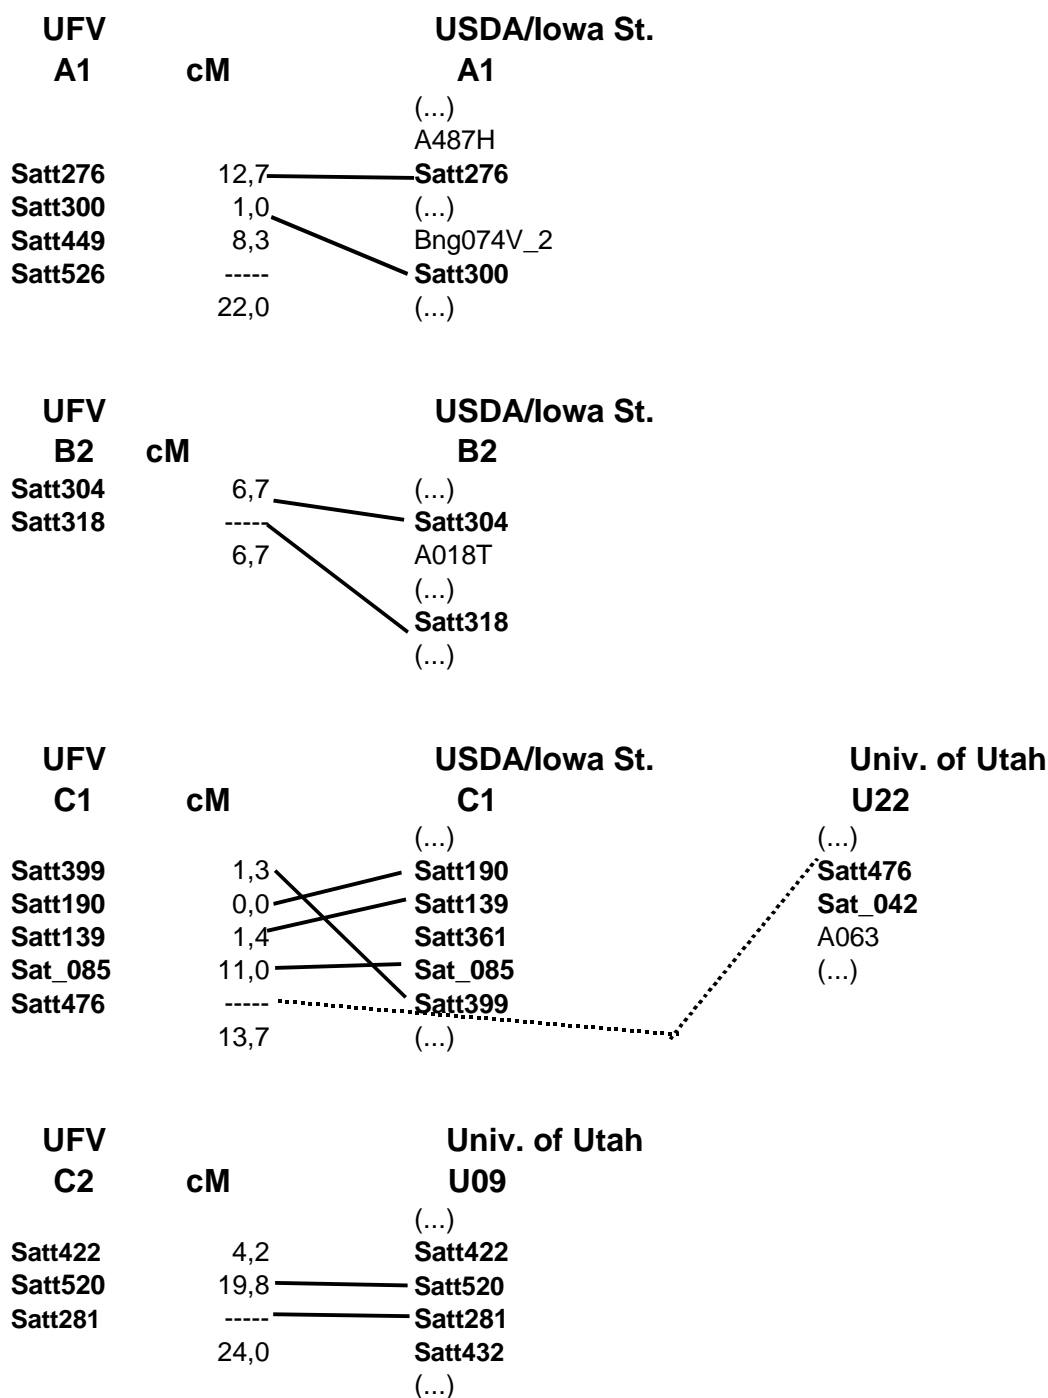 UFV USDA/Iowa St.
A1 cM A1
(...)
A487H
Satt276 12,7 Satt276
Satt300 1,0 (...)
Satt449 8,3 Bng074V_2
Satt526 ----- Satt300
22,0 (...)
UFV USDA/Iowa St.
B2 cM B2
Satt304 6,7 (...)
Satt318 ----- Satt304
6,7 A018T
(...)
Satt318
(...)
UFV USDA/Iowa St. Univ. of Utah
C1 cM C1 U22
(...) (...)
Satt399 1,3 Satt190 Satt476
Satt190 0,0 Satt139 Sat_042
Satt139 1,4 Satt361 A063
Sat_085 11,0 Sat_085 (...)
Satt476 ----- Satt399
13,7 (...)
UFV Univ. of Utah
C2 cM U09
(...)
Satt422 4,2 Satt422
Satt520 19,8 Satt520
Satt281 ----- Satt281
24,0 Satt432
(...)